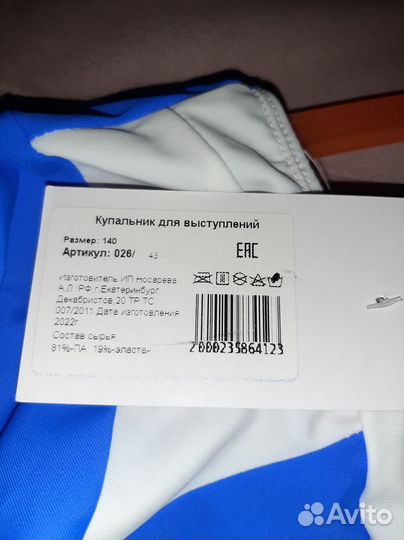 Купальник для выступлений
Размер: 140
Артикул: 026/ 43
EAC
Изготовитель ИП Носарева
А.Л. РФ,г.Екатеринбург
Декабристов,20 ТР ТС
007/2011 Дата изготовления
2022г
Состав сырья
81%-ПА 19%-эластан
2000235864123
Avito